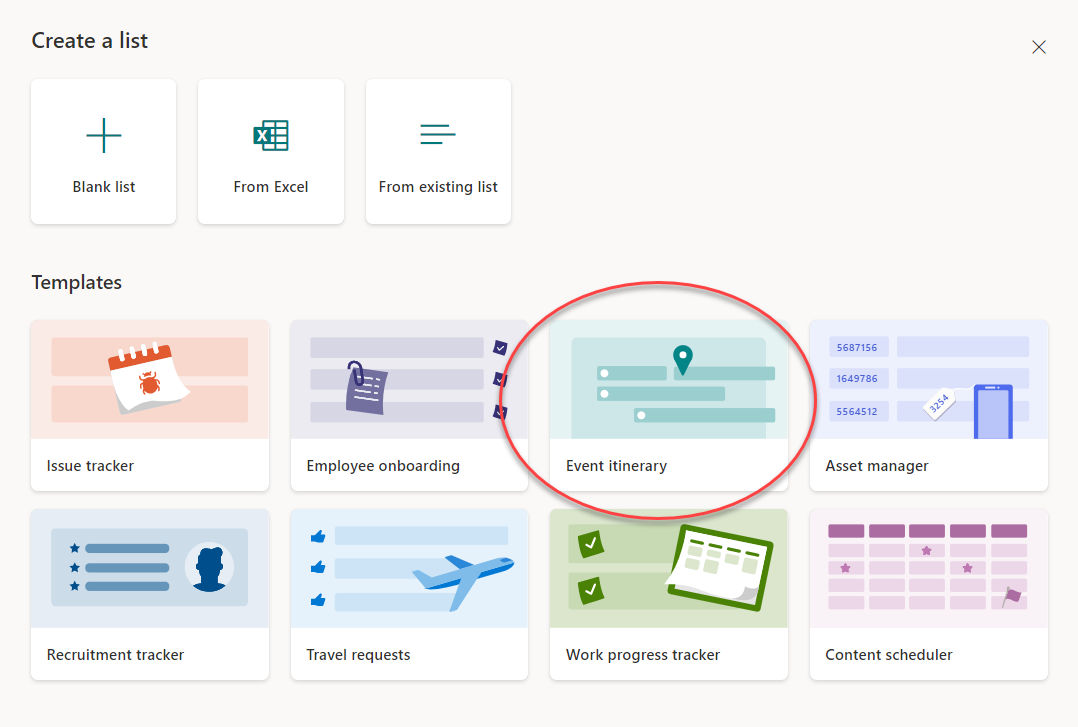 Create a list
Blank list
From Excel
From existing list
Templates
5687156
1649786
5564512
3254
Issue tracker
Employee onboarding
Event itinerary
Asset manager
Recruitment tracker
Travel requests
Work progress tracker
Content scheduler